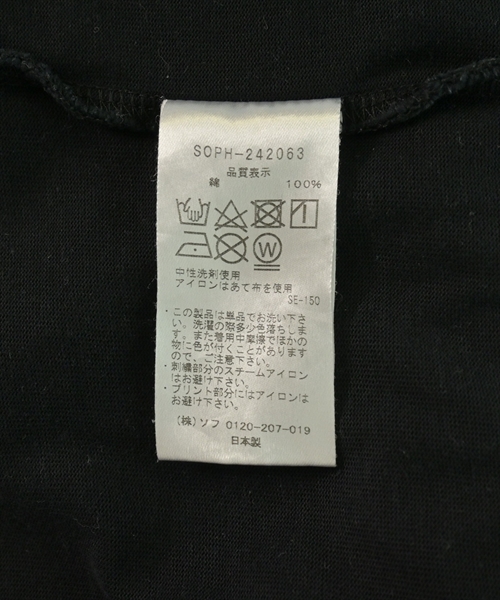 SOPH-242063
品質表示
綿 100%
W
中性洗剤使用
アイロンはあて布を使用
SE-150
・この製品は単品でお洗い下さ
い。洗濯の際多少色落ちしま
す。また着用中摩擦でほかの
物に色が付くことがあります
ので、ご注意下さい。
・刺繍部分のスチームアイロン
はお避け下さい。
・プリント部分にはアイロンは
お避け下さい。
(株)ソフ 0120-207-019
日本製